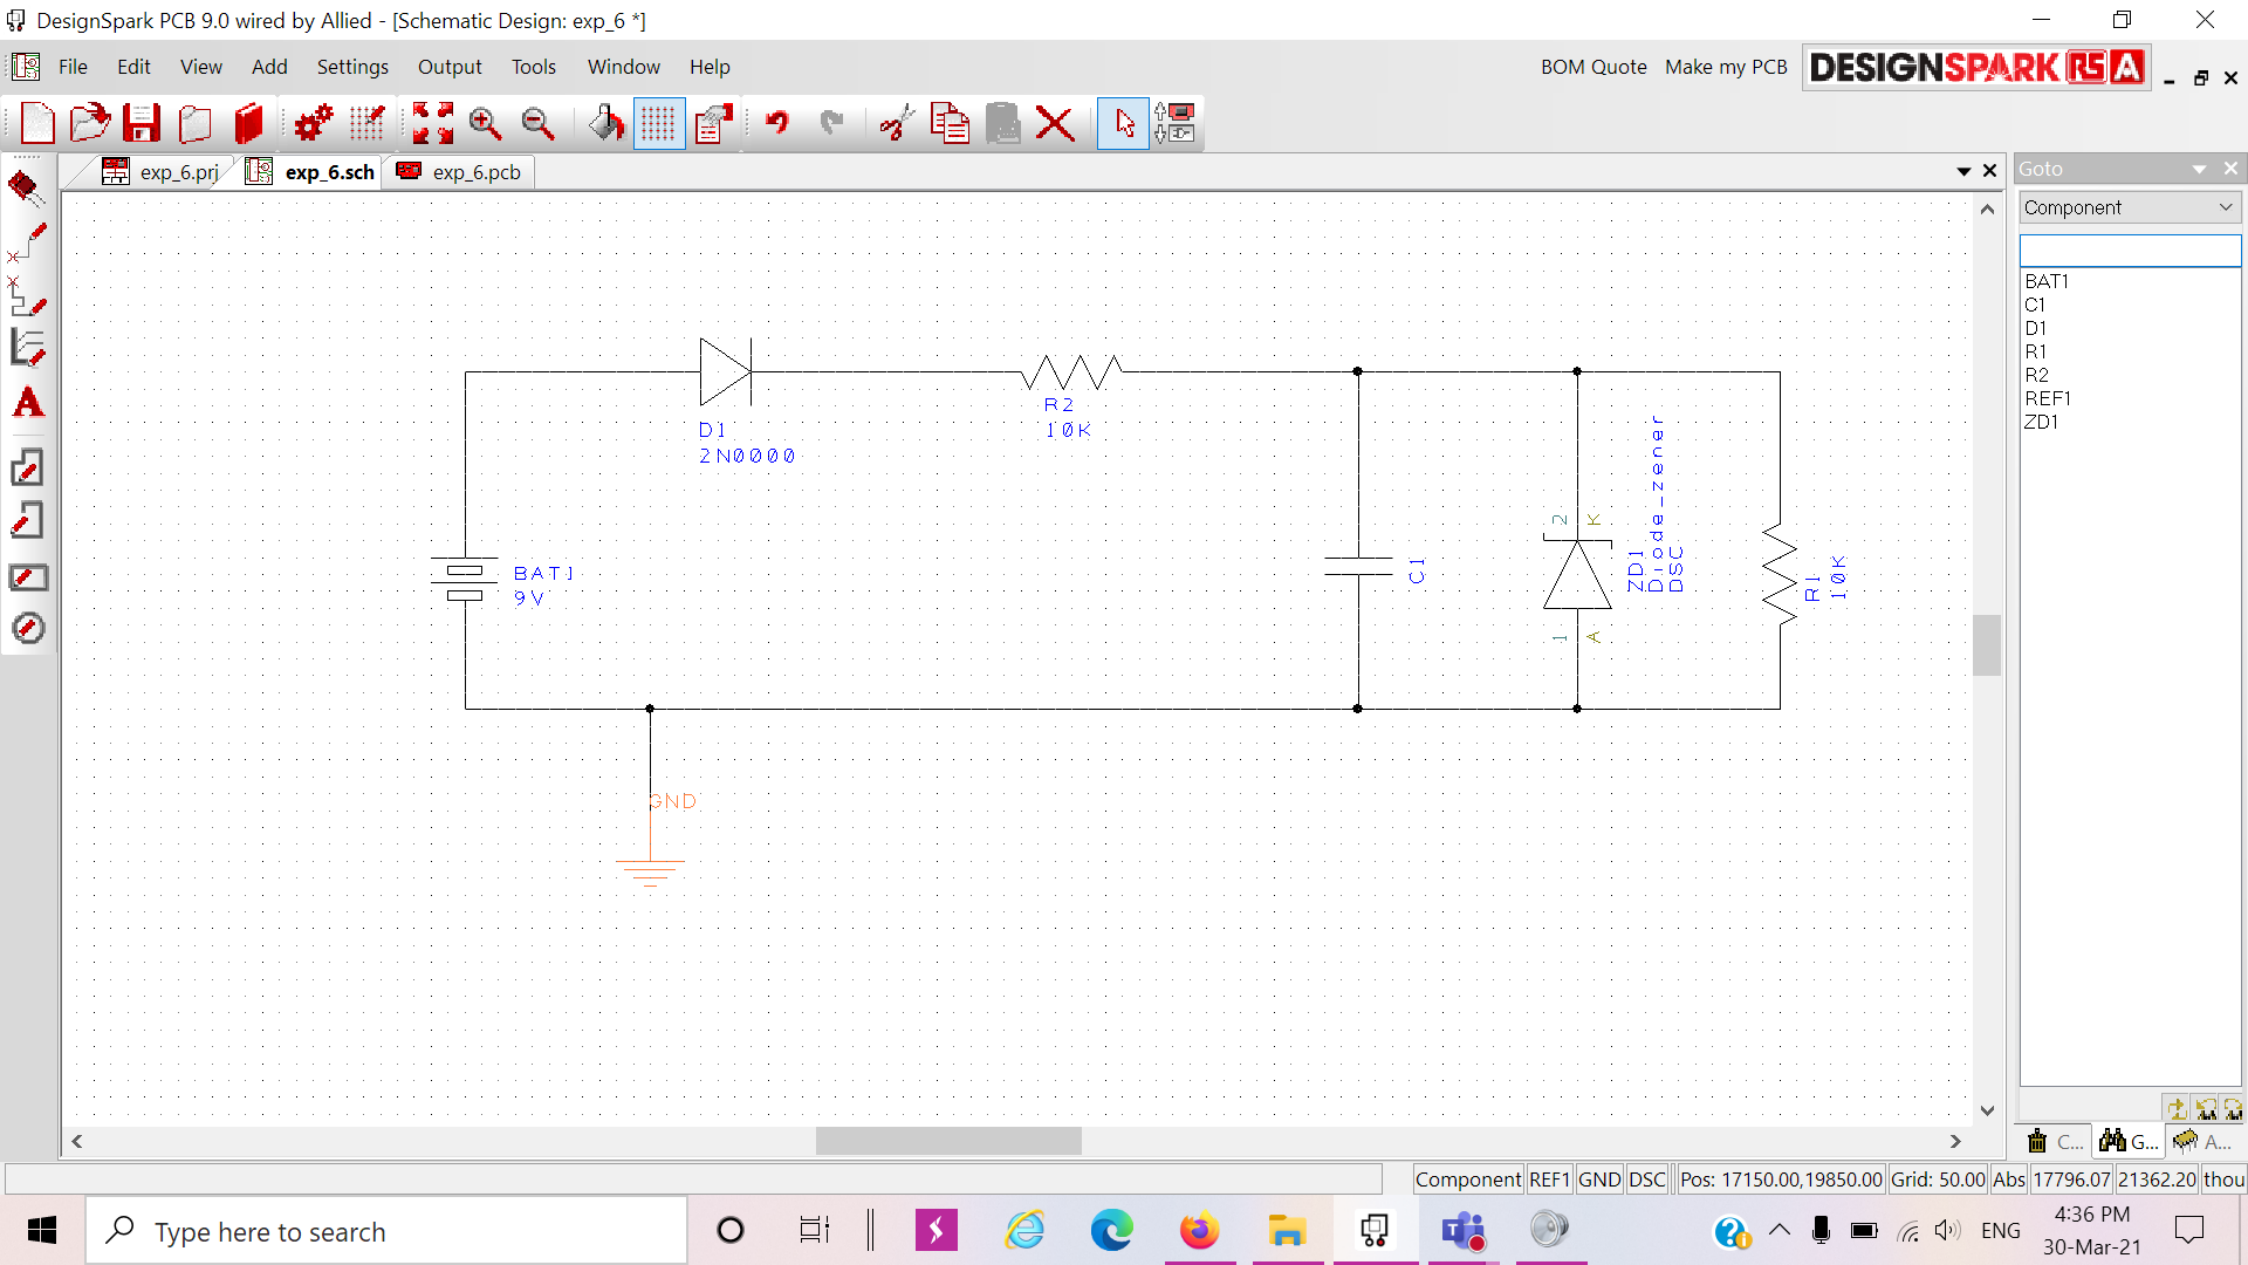 DesignSpark PCB 9.0 wired by Allied - [Schematic Design: exp_6 *]
File Edit View Add Settings Output Tools Window Help
BOM Quote Make my PCB DESIGNSPARK RS A
exp_6.prj exp_6.sch exp_6.pcb
Goto
Component
BAT1
C1
D1
R1
R2
REF1
ZD1
D1
2N0000
R2
10K
BAT1
9V
C1
2 K
1 A
ZD1
Diode_zener
DSC
R1
10K
GND
C... G... A...
Component REF1 GND DSC Pos: 17150.00,19850.00 Grid: 50.00 Abs 17796.07 21362.20 thou
Type here to search
ENG
4:36 PM
30-Mar-21